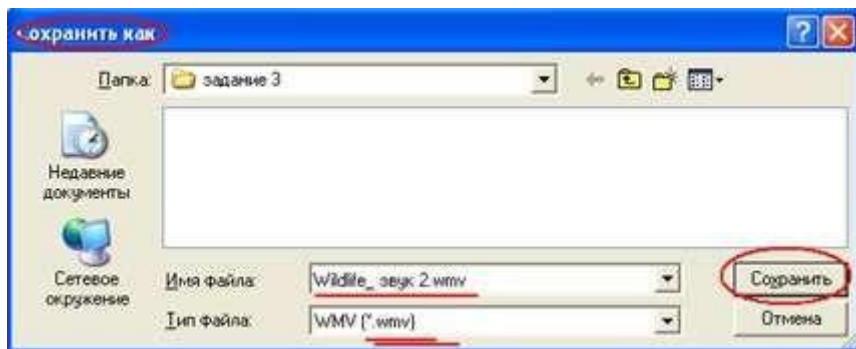 Сохранить как
Папка: задание 3
Недавние
документы
Сетевое
окружение
Имя файла: Wildlife_ звук 2.wmv
Сохранить
Тип файла: WMV (*.wmv)
Отмена